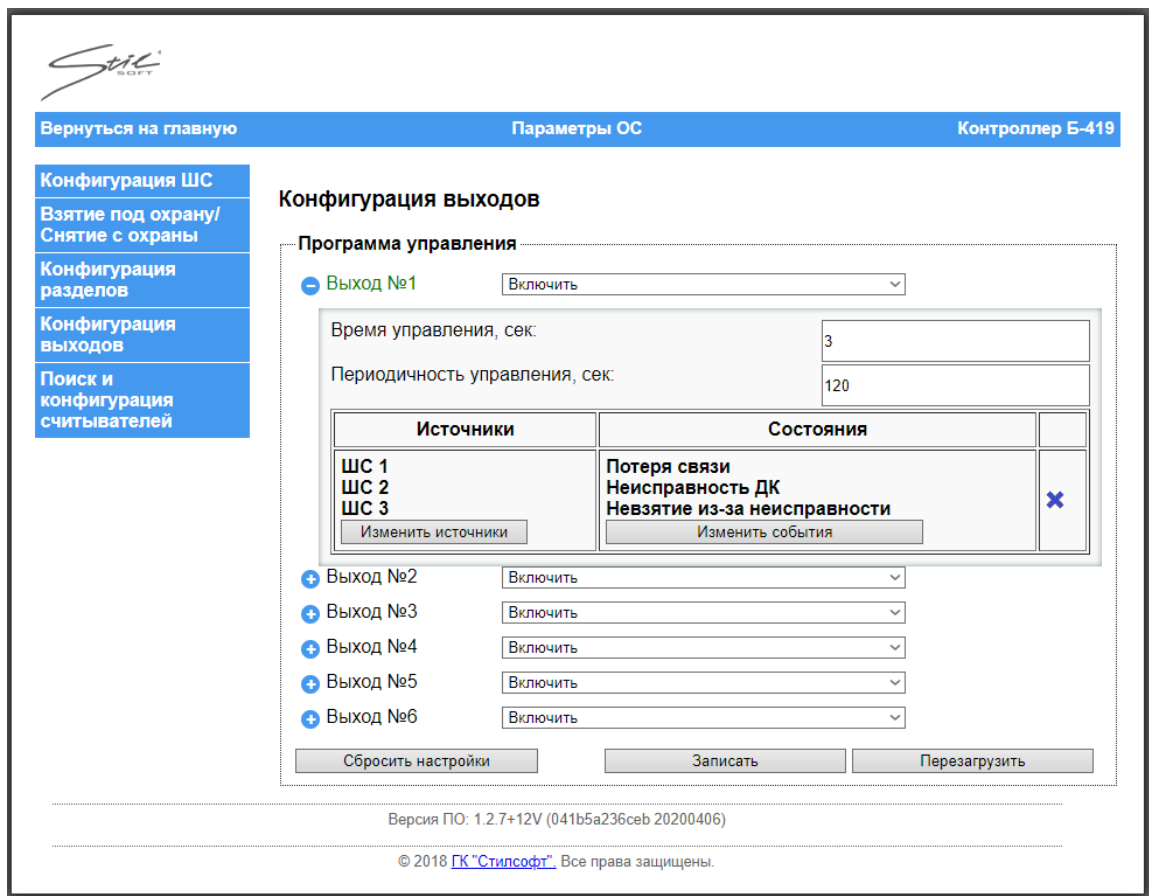 Stil
SOFT
Вернуться на главную Параметры ОС Контроллер Б-419
Конфигурация ШС
Взятие под охрану/
Снятие с охраны
Конфигурация
разделов
Конфигурация
выходов
Поиск и
конфигурация
считывателей
Конфигурация выходов
Программа управления
Выход №1 Включить
Время управления, сек: 3
Периодичность управления, сек: 120
Источники Состояния
ШС 1 Потеря связи
ШС 2 Неисправность ДК
ШС 3 Невзятие из-за неисправности
Изменить источники Изменить события
Выход №2 Включить
Выход №3 Включить
Выход №4 Включить
Выход №5 Включить
Выход №6 Включить
Сбросить настройки Записать Перезагрузить
Версия ПО: 1.2.7+12V (041b5a236ceb 20200406)
© 2018 ГК "Стилсофт". Все права защищены.